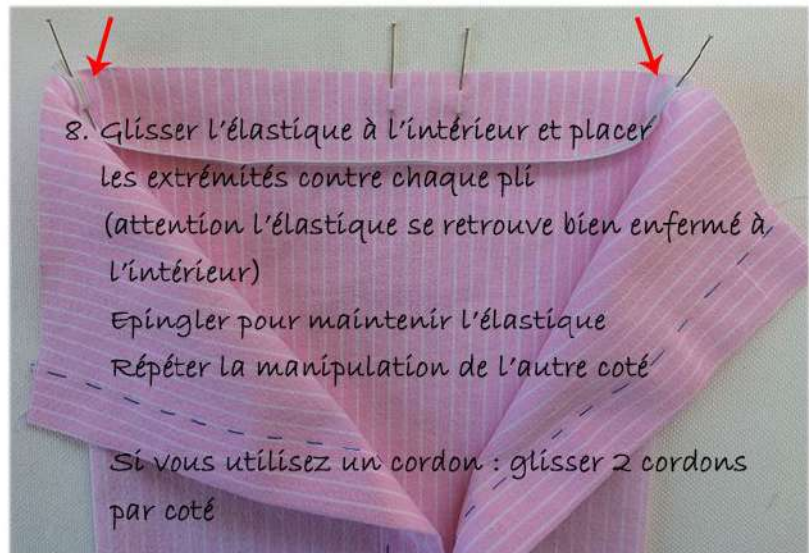 8. Glisser l'élastique à l'intérieur et placer
les extrémités contre chaque pli
(attention l'élastique se retrouve bien enfermé à
l'intérieur)
Epingler pour maintenir l'élastique
Répéter la manipulation de l'autre coté
Si vous utilisez un cordon : glisser 2 cordons
par coté